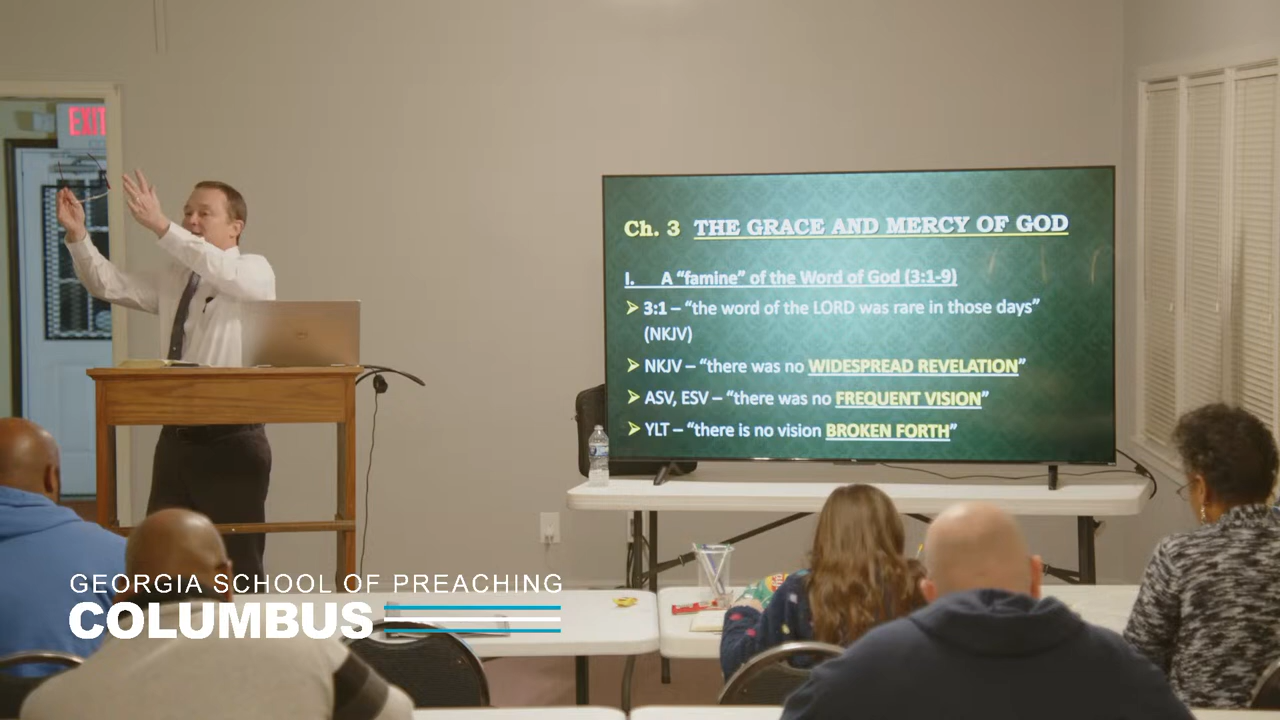 EXIT
Ch. 3 THE GRACE AND MERCY OF GOD
I. A “famine” of the Word of God (3:1-9)
➢ 3:1 – “the word of the LORD was rare in those days”
(NKJV)
➢ NKJV – “there was no WIDESPREAD REVELATION”
➢ ASV, ESV – “there was no FREQUENT VISION”
➢ YLT – “there is no vision BROKEN FORTH”
GEORGIA SCHOOL OF PREACHING
COLUMBUS